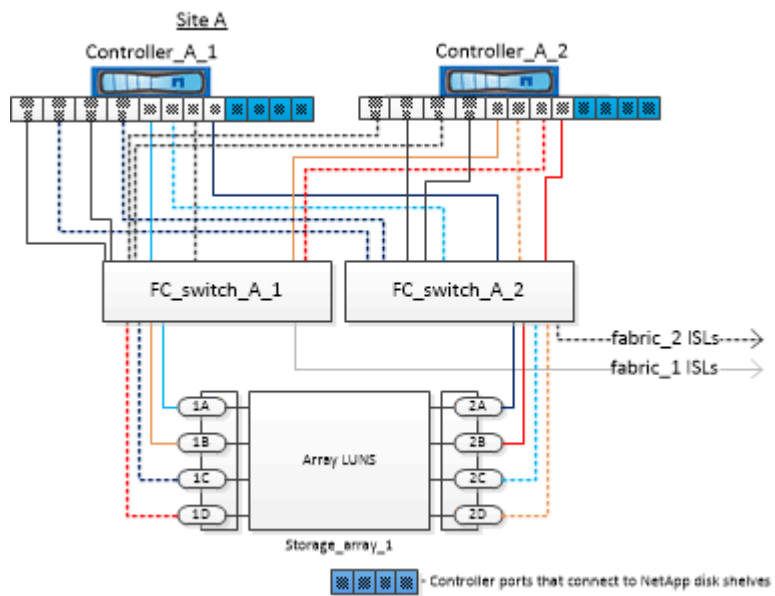 Site A
Controller_A_1
Controller_A_2
FC_switch_A_1
FC_switch_A_2
fabric_2 ISLs
fabric_1 ISLs
1A
2A
1B
2B
Array LUNS
1C
2C
1D
2D
Storage_array_1
- Controller ports that connect to NetApp disk shelves